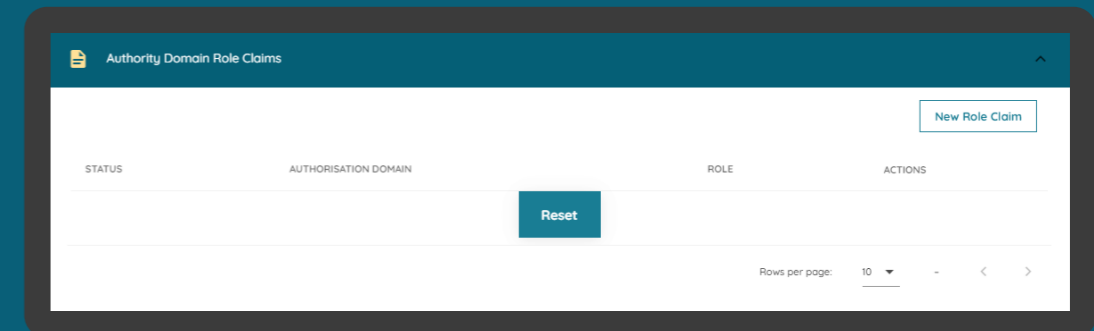 Authority Domain Role Claims
New Role Claim
STATUS AUTHORISATION DOMAIN ROLE ACTIONS
Reset
Rows per page: 10 -